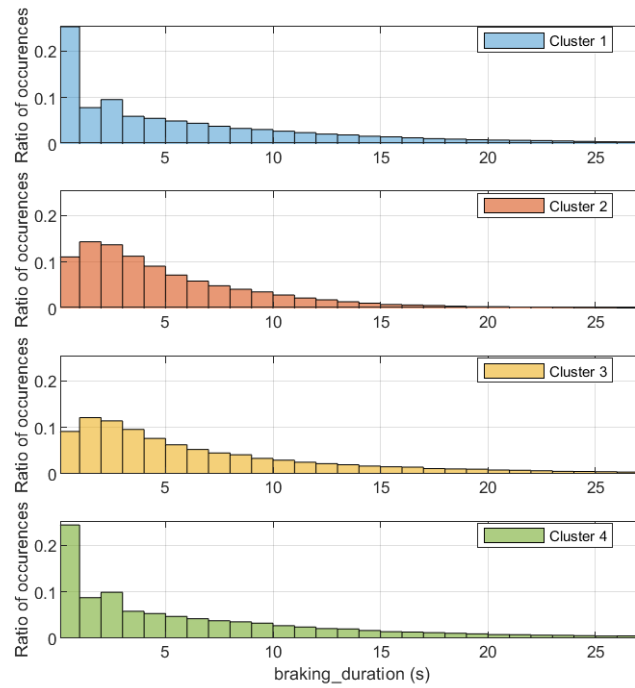 Ratio of occurences
0.2
0.1
0
Cluster 1
5 10 15 20 25
Ratio of occurences
0.2
0.1
0
Cluster 2
5 10 15 20 25
Ratio of occurences
0.2
0.1
0
Cluster 3
5 10 15 20 25
Ratio of occurences
0.2
0.1
0
Cluster 4
5 10 15 20 25
braking_duration (s)